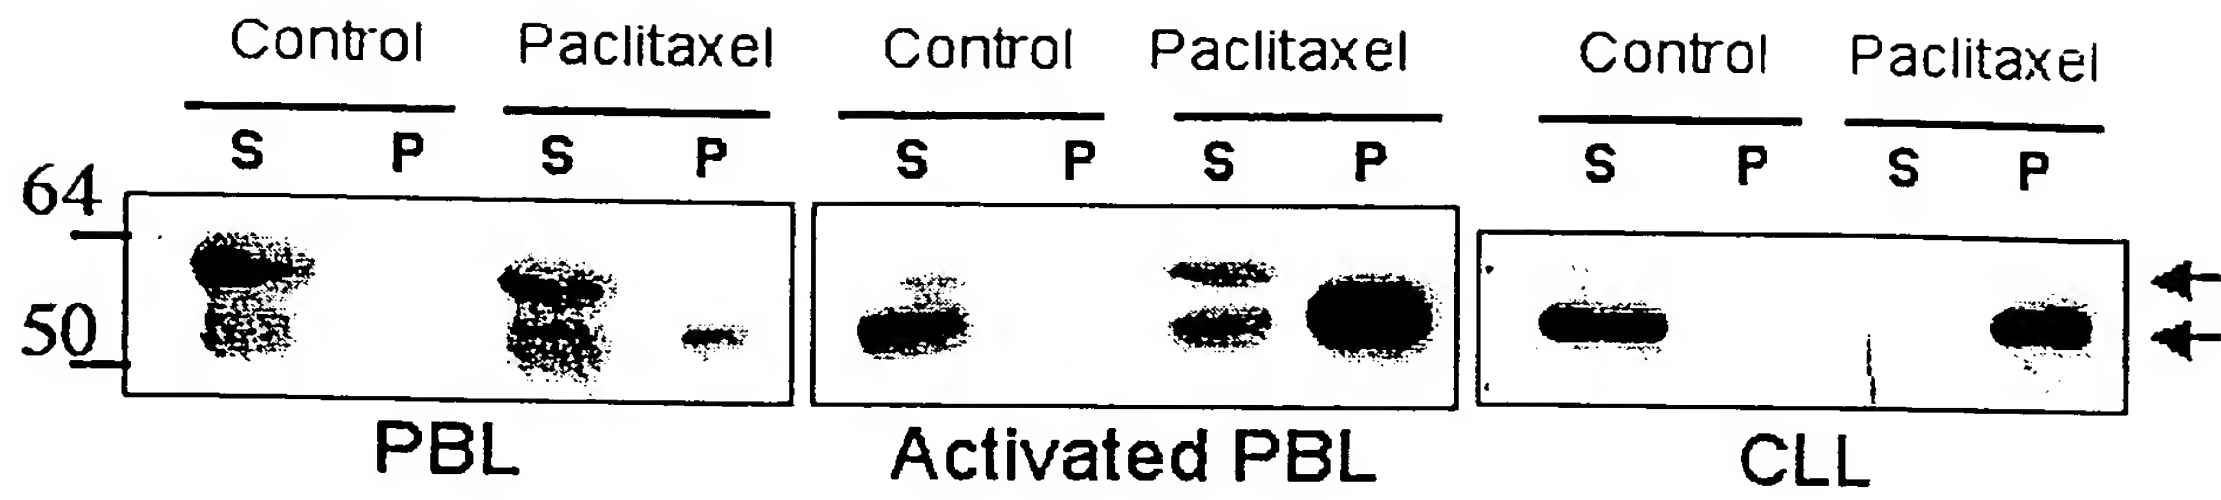 Control Paclitaxel Control Paclitaxel Control Paclitaxel
S P S P S P S P S P S P
64
50
PBL Activated PBL CLL